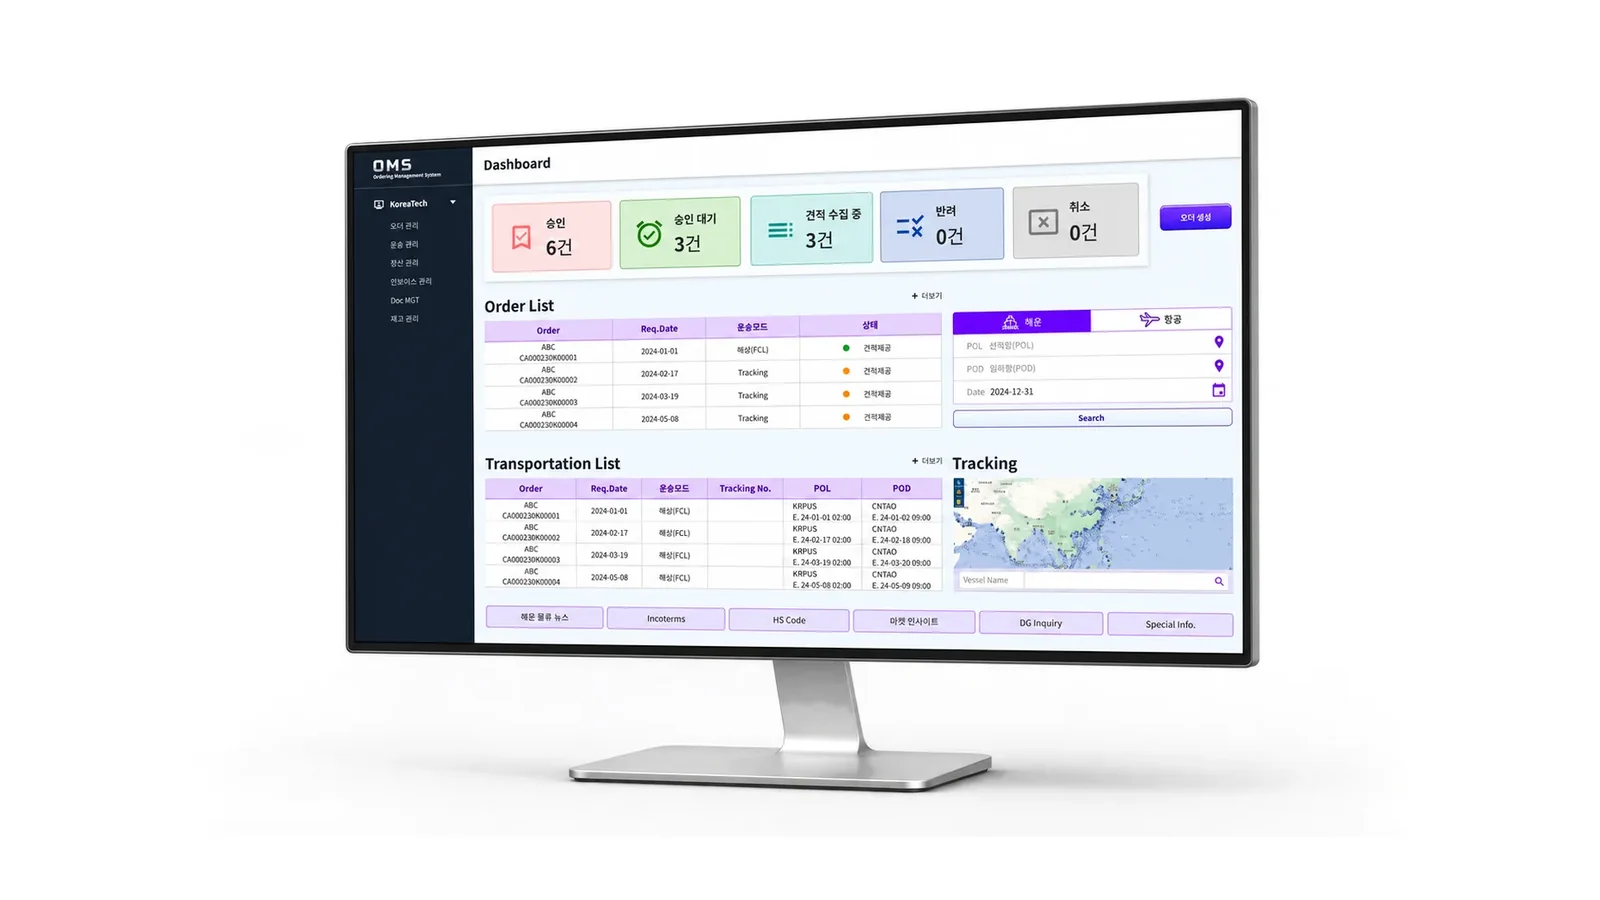 OMS
Ordering Management System
KoreaTech
오더 관리
운송 관리
정산 관리
인보이스 관리
Doc MGT
재고 관리
Dashboard
승인
6건
승인 대기
3건
견적 수집 중
3건
반려
0건
취소
0건
오더 생성
Order List
+ 더보기
Order Req.Date 운송모드 상태
ABC
CA000230K00001 2024-01-01 해상(FCL) 견적제공
ABC
CA000230K00002 2024-02-17 Tracking 견적제공
ABC
CA000230K00003 2024-03-19 Tracking 견적제공
ABC
CA000230K00004 2024-05-08 Tracking 견적제공
해운 항공
POL 선적항(POL)
POD 양하항(POD)
Date 2024-12-31
Search
Transportation List
+ 더보기
Order Req.Date 운송모드 Tracking No. POL POD
ABC
CA000230K00001 2024-01-01 해상(FCL) KRPUS E. 24-01-01 02:00 CNTAO E. 24-01-02 09:00
ABC
CA000230K00002 2024-02-17 해상(FCL) KRPUS E. 24-02-17 02:00 CNTAO E. 24-02-18 09:00
ABC
CA000230K00003 2024-03-19 해상(FCL) KRPUS E. 24-03-19 02:00 CNTAO E. 24-03-20 09:00
ABC
CA000230K00004 2024-05-08 해상(FCL) KRPUS E. 24-05-08 02:00 CNTAO E. 24-05-09 09:00
Tracking
Vessel Name
해운 물류 뉴스
Incoterms
HS Code
마켓 인사이트
DG Inquiry
Special Info.